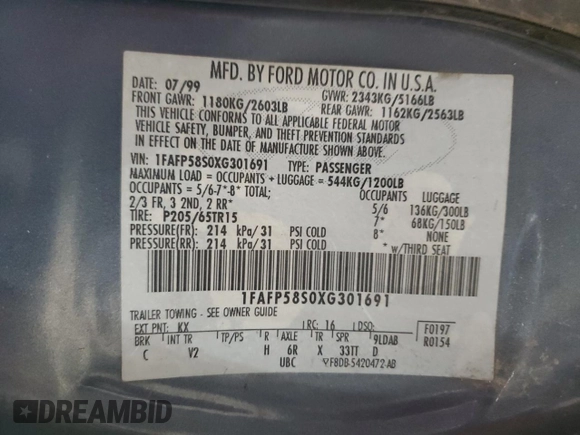 MFD. BY FORD MOTOR CO. IN U.S.A.
DATE: 07/99 GVWR: 2343KG/5166LB
FRONT GAWR: 1180KG/2603LB REAR GAWR: 1162KG/2563LB
THIS VEHICLE CONFORMS TO ALL APPLICABLE FEDERAL MOTOR
VEHICLE SAFETY, BUMPER, AND THEFT PREVENTION STANDARDS
IN EFFECT ON THE DATE OF MANUFACTURE SHOWN ABOVE.
VIN: 1FAFP58S0XG301691 TYPE: PASSENGER
MAXIMUM LOAD = OCCUPANTS + LUGGAGE = 544KG/1200LB
OCCUPANTS = 5/6-7*-8* TOTAL; OCCUPANTS LUGGAGE
2/3 FR, 3 2ND, 2 RR* 5/6 136KG/300LB
TIRE: P205/65TR15 7* 68KG/150LB
PRESSURE(FR): 214 kPa/31 PSI COLD 8* NONE
PRESSURE(RR): 214 kPa/31 PSI COLD * w/THIRD SEAT
1FAFP58S0XG301691
TRAILER TOWING - SEE OWNER GUIDE
EXT PNT: KX RC: 16 DSO: F0197
BRK INT TR TP/PS R AXLE TR SPR 9LDAB R0154
C V2 H 6R X 33TT D
UBC F8DB-5420472-AB
DREAMBID